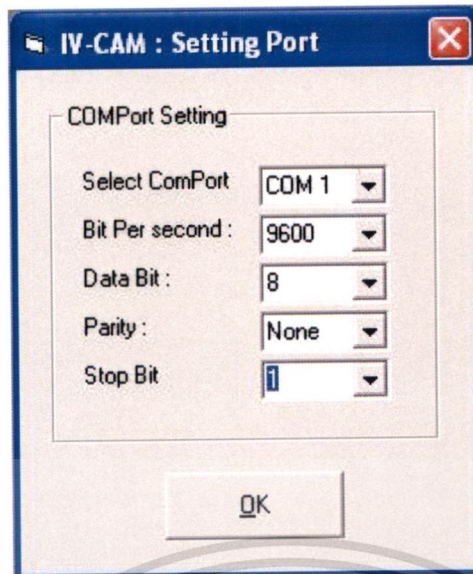 IV-CAM : Setting Port
COMPort Setting
Select ComPort COM 1
Bit Per second : 9600
Data Bit : 8
Parity : None
Stop Bit 1
OK